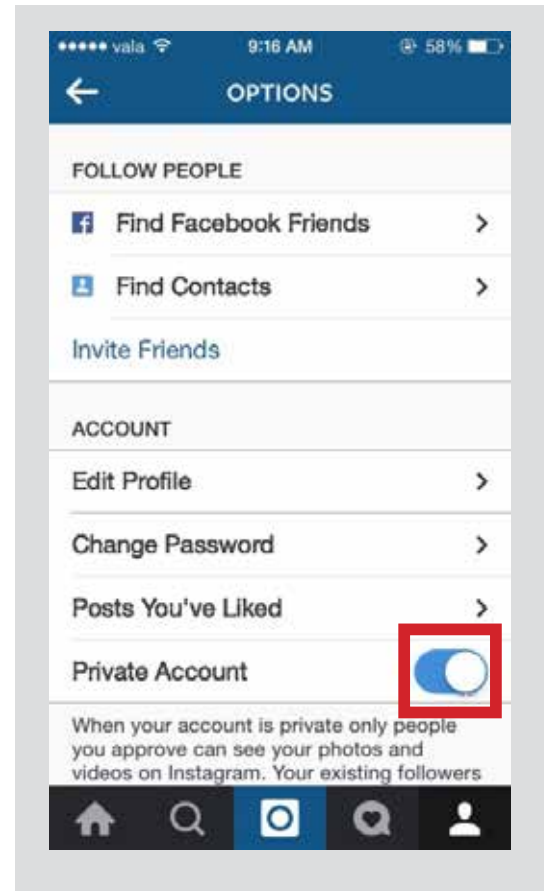 vala 9:16 AM 58%
OPTIONS
FOLLOW PEOPLE
Find Facebook Friends
Find Contacts
Invite Friends
ACCOUNT
Edit Profile
Change Password
Posts You've Liked
Private Account
When your account is private only people
you approve can see your photos and
videos on Instagram. Your existing followers